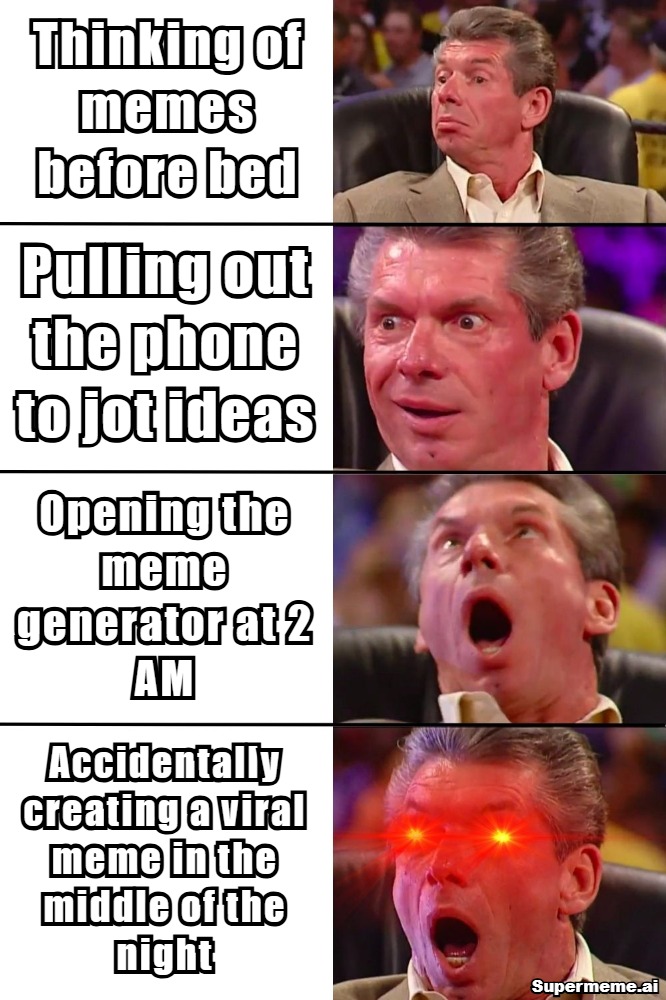 Thinking of
memes
before bed
Pulling out
the phone
to jot ideas
Opening the
meme
generator at 2
AM
Accidentally
creating a viral
meme in the
middle of the
night
Supermeme.ai